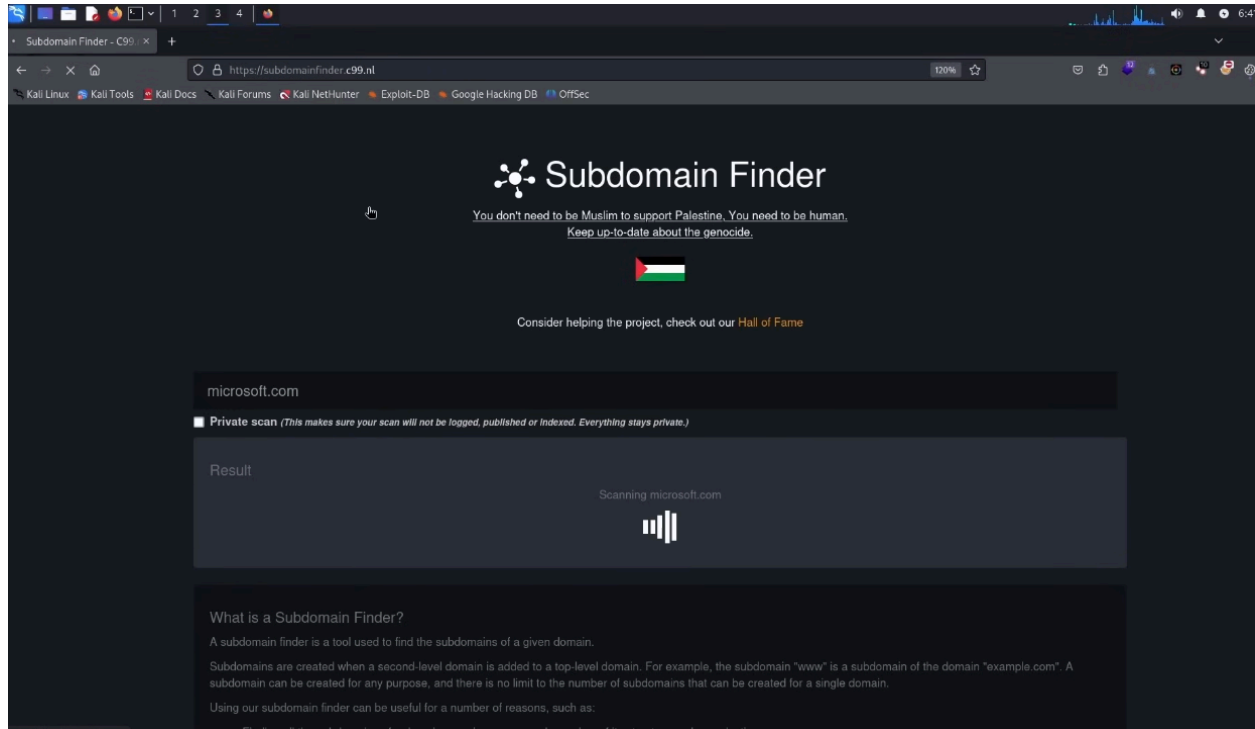 1 2 3 4
Subdomain Finder - C99.
https://subdomainfinder.c99.nl
120%
Kali Linux Kali Tools Kali Docs Kali Forums Kali NetHunter Exploit-DB Google Hacking DB OffSec
Subdomain Finder
You don't need to be Muslim to support Palestine, You need to be human.
Keep up-to-date about the genocide.
Consider helping the project, check out our Hall of Fame
microsoft.com
Private scan (This makes sure your scan will not be logged, published or indexed. Everything stays private.)
Result
Scanning microsoft.com
What is a Subdomain Finder?
A subdomain finder is a tool used to find the subdomains of a given domain.
Subdomains are created when a second-level domain is added to a top-level domain. For example, the subdomain "www" is a subdomain of the domain "example.com". A
subdomain can be created for any purpose, and there is no limit to the number of subdomains that can be created for a single domain.
Using our subdomain finder can be useful for a number of reasons, such as: